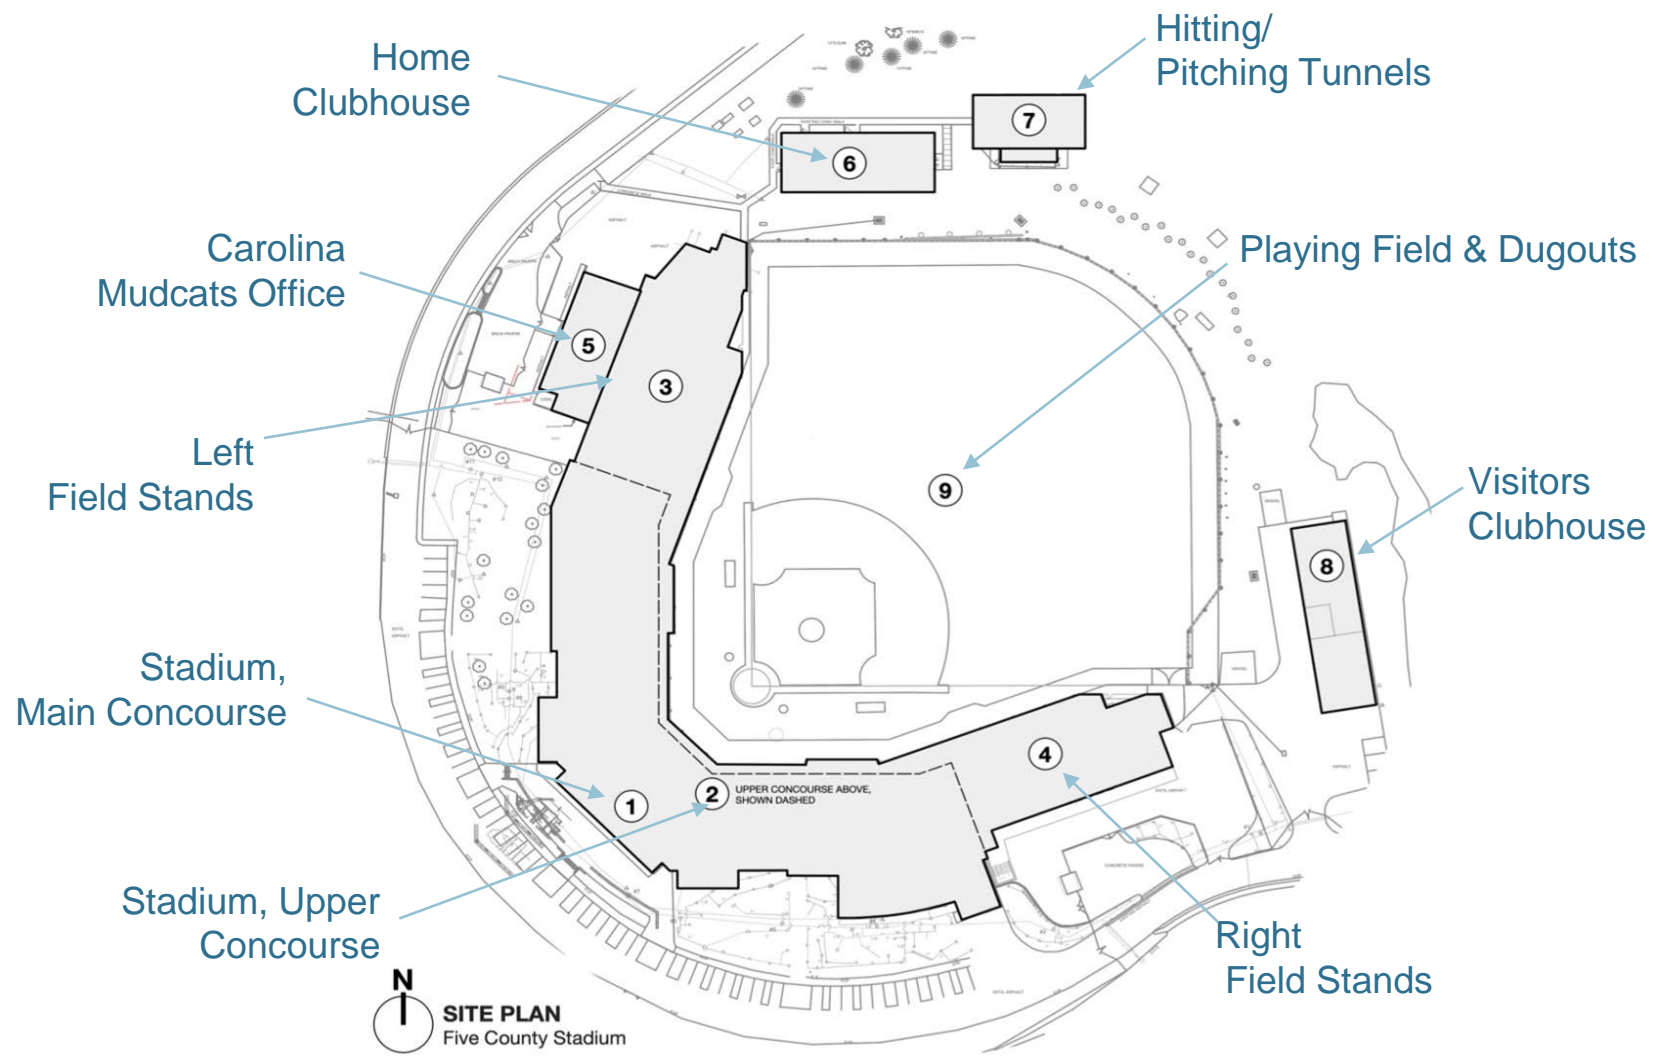 Hitting/
Pitching Tunnels
Home
Clubhouse
7
6
Carolina
Mudcats Office
Playing Field & Dugouts
5
3
Left
Field Stands
9
Visitors
Clubhouse
8
Stadium,
Main Concourse
4
1
2
UPPER CONCOURSE ABOVE,
SHOWN DASHED
Stadium, Upper
Concourse
Right
Field Stands
N
SITE PLAN
Five County Stadium